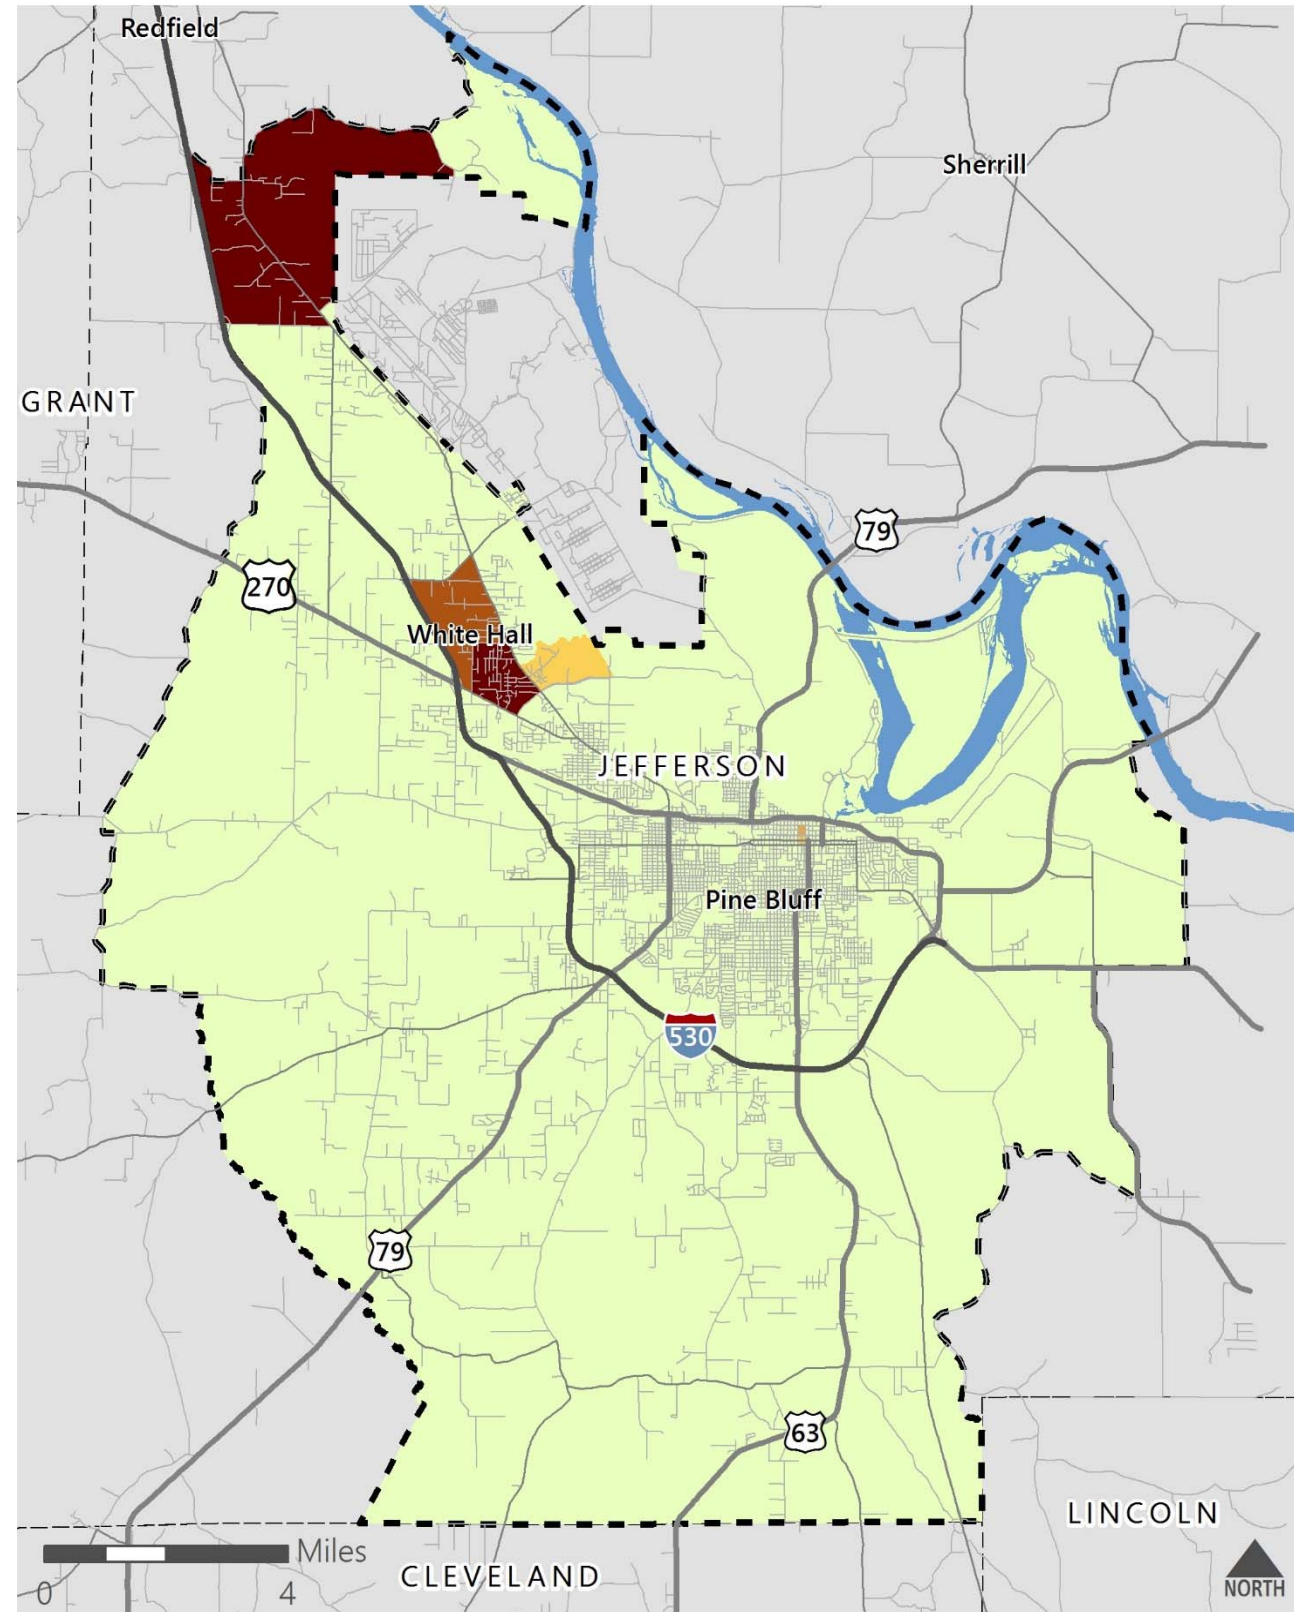 Redfield
Sherrill
GRANT
79
270
White Hall
JEFFERSON
Pine Bluff
530
79
63
LINCOLN
Miles
0 4
CLEVELAND
NORTH